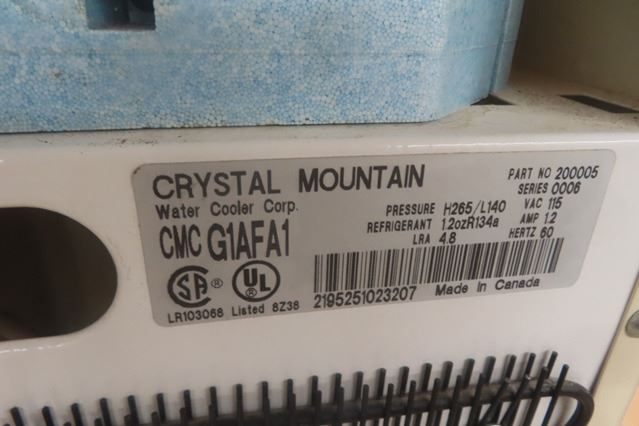 CRYSTAL MOUNTAIN
Water Cooler Corp.
CMC G1AFA1
PART NO 200005
SERIES 0006
PRESSURE H265/L140 VAC 115
REFRIGERANT 1.2ozR134a AMP 1.2
LRA 4.8 HERTZ 60
SA ® UL ®
LR103068 Listed 8Z38
2195251023207 Made In Canada